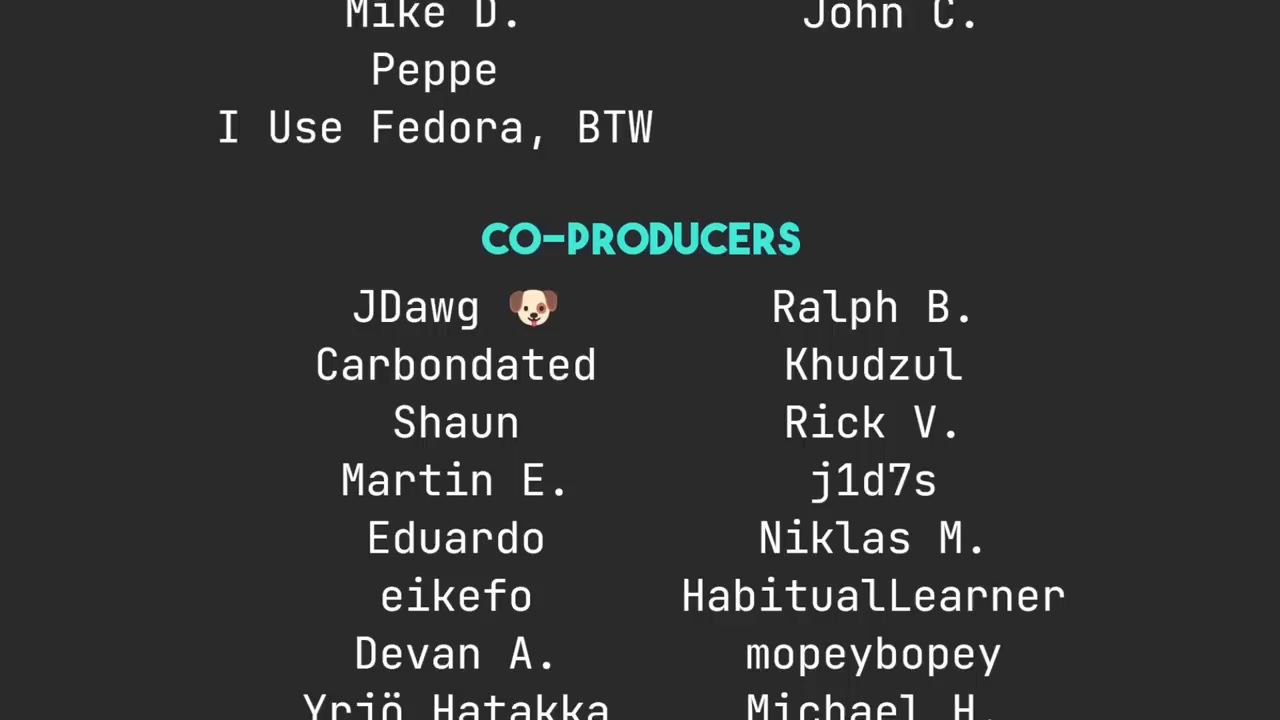 Mike D. John C.
Peppe
I Use Fedora, BTW
CO-PRODUCERS
JDawg 🐶 Ralph B.
Carbondated Khudzul
Shaun Rick V.
Martin E. j1d7s
Eduardo Niklas M.
eikefo HabitualLearner
Devan A. mopeybopey
Yrjö Hatakka Michael H.